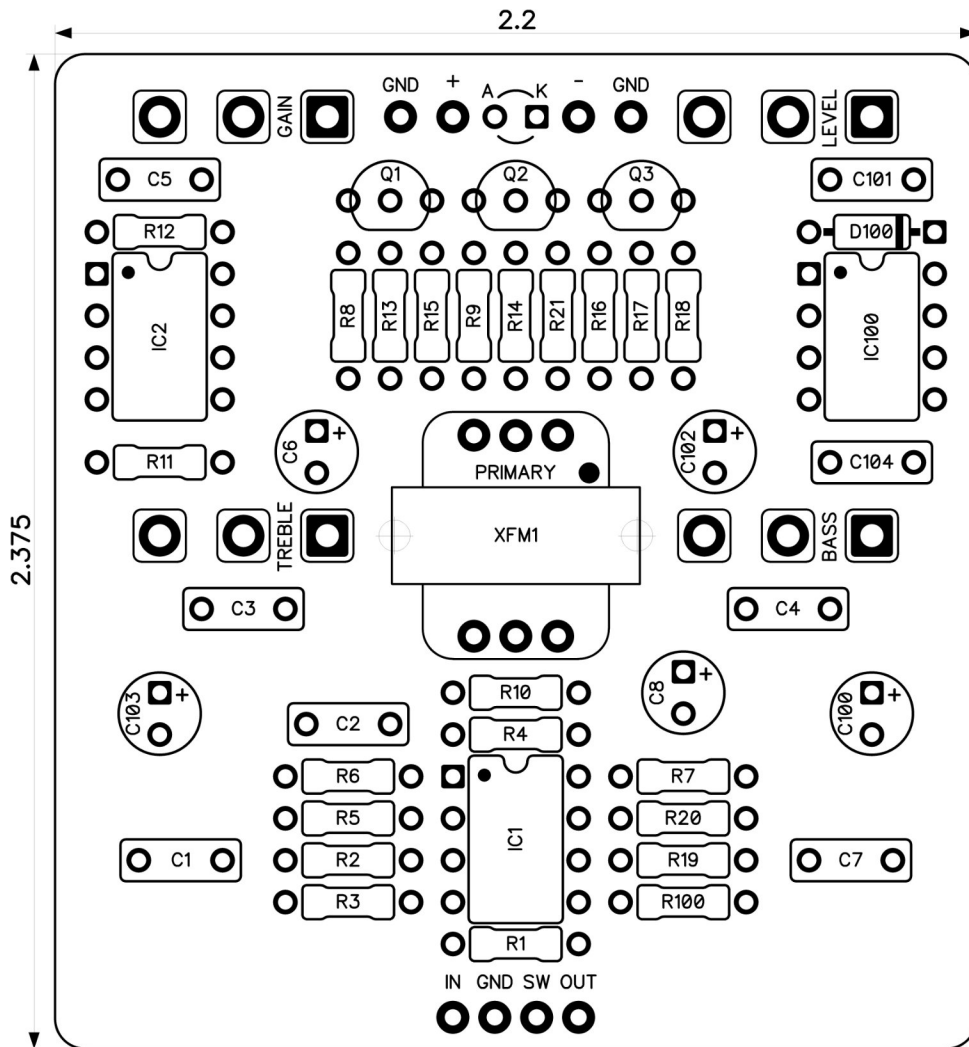 2.2
GND + A K - GND
GAIN
LEVEL
C5
Q1
Q2
Q3
C101
R12
D100
IC2
R8
R13
R15
R9
R14
R21
R16
R17
R18
IC100
C6 +
C102 +
R11
PRIMARY
C104
2.375
TREBLE
XFM1
BASS
C3
C4
C103 +
R10
C8 +
C100 +
C2
R4
R6
R7
R5
IC1
R20
C1
R2
R19
C7
R3
R100
R1
IN GND SW OUT